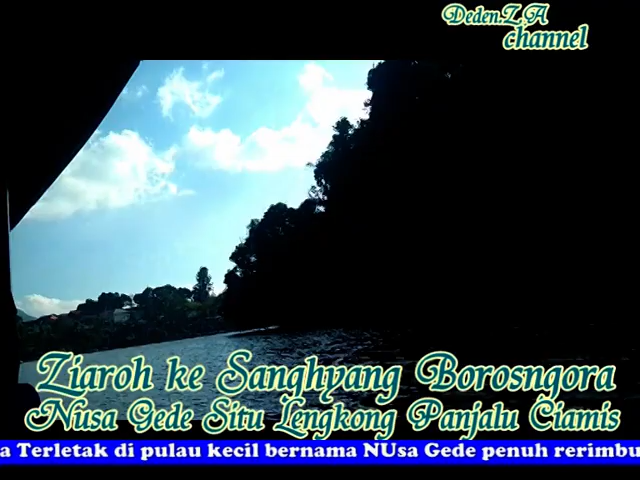 Deden.Z.A
channel
Ziaroh ke Sanghyang Borosngora
Nusa Gede Situ Lengkong Panjalu Ciamis
a Terletak di pulau kecil bernama NUsa Gede penuh rerimbu